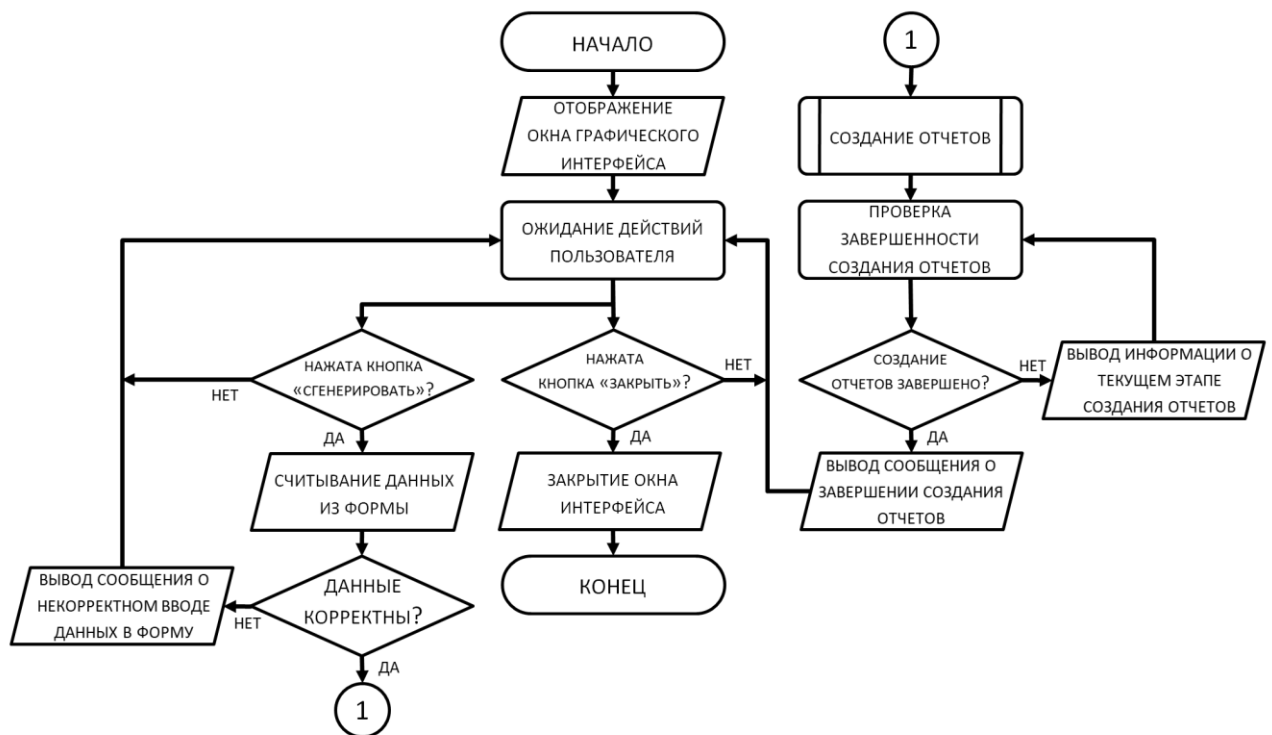 НАЧАЛО
1
ОТОБРАЖЕНИЕ
ОКНА ГРАФИЧЕСКОГО
ИНТЕРФЕЙСА
СОЗДАНИЕ ОТЧЕТОВ
ОЖИДАНИЕ ДЕЙСТВИЙ
ПОЛЬЗОВАТЕЛЯ
ПРОВЕРКА
ЗАВЕРШЕННОСТИ
СОЗДАНИЯ ОТЧЕТОВ
НАЖАТА КНОПКА
«СГЕНЕРИРОВАТЬ»?
НЕТ
ДА
НАЖАТА
КНОПКА «ЗАКРЫТЬ»?
НЕТ
ДА
СОЗДАНИЕ
ОТЧЕТОВ ЗАВЕРШЕНО?
НЕТ
ДА
ВЫВОД ИНФОРМАЦИИ О
ТЕКУЩЕМ ЭТАПЕ
СОЗДАНИЯ ОТЧЕТОВ
СЧИТЫВАНИЕ ДАННЫХ
ИЗ ФОРМЫ
ЗАКРЫТИЕ ОКНА
ИНТЕРФЕЙСА
ВЫВОД СООБЩЕНИЯ О
ЗАВЕРШЕНИИ СОЗДАНИЯ
ОТЧЕТОВ
ВЫВОД СООБЩЕНИЯ О
НЕКОРРЕКТНОМ ВВОДЕ
ДАННЫХ В ФОРМУ
НЕТ
ДАННЫЕ
КОРРЕКТНЫ?
ДА
КОНЕЦ
1